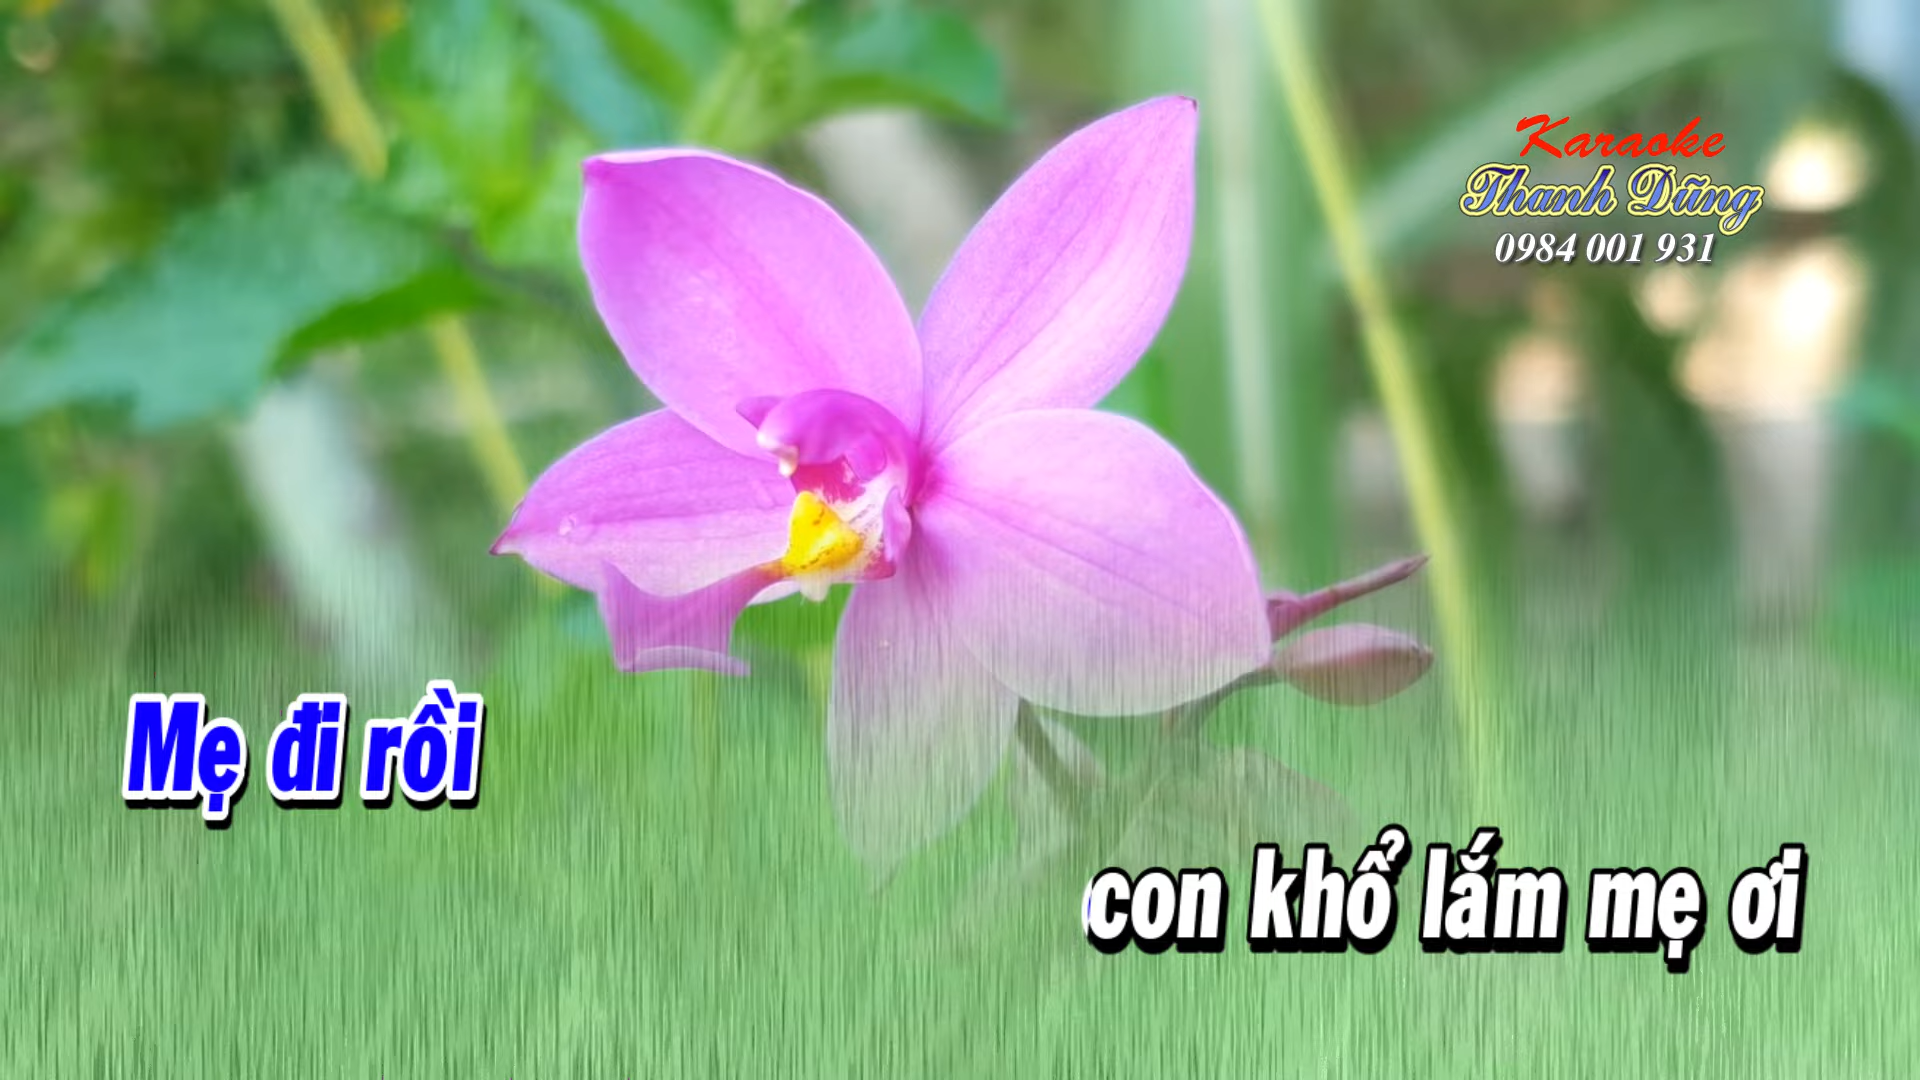 Karaoke
Thanh Dũng
0984 001 931
Mẹ đi rồi
con khổ lắm mẹ ơi